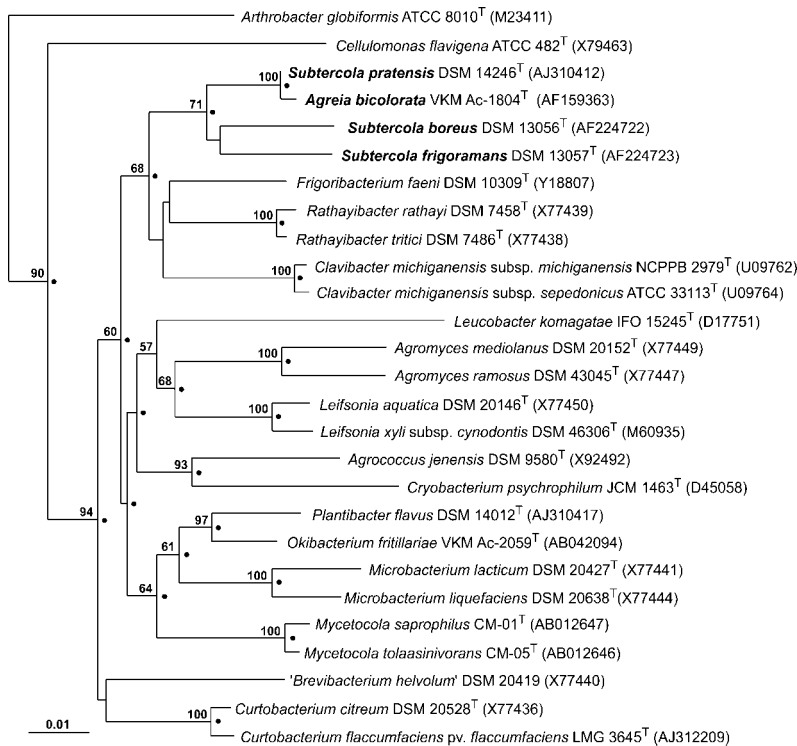 Arthrobacter globiformis ATCC 8010T (M23411)
Cellulomonas flavigena ATCC 482T (X79463)
100 Subtercola pratensis DSM 14246T (AJ310412)
Agreia bicolorata VKM Ac-1804T (AF159363)
71
Subtercola boreus DSM 13056T (AF224722)
Subtercola frigoramans DSM 13057T (AF224723)
68
Frigoribacterium faeni DSM 10309T (Y18807)
100 Rathayibacter rathayi DSM 7458T (X77439)
Rathayibacter tritici DSM 7486T (X77438)
100 Clavibacter michiganensis subsp. michiganensis NCPPB 2979T (U09762)
90
Clavibacter michiganensis subsp. sepedonicus ATCC 33113T (U09764)
Leucobacter komagatae IFO 15245T (D17751)
60
57
100 Agromyces mediolanus DSM 20152T (X77449)
Agromyces ramosus DSM 43045T (X77447)
68
100 Leifsonia aquatica DSM 20146T (X77450)
Leifsonia xyli subsp. cynodontis DSM 46306T (M60935)
93 Agrococcus jenensis DSM 9580T (X92492)
Cryobacterium psychrophilum JCM 1463T (D45058)
94
97 Plantibacter flavus DSM 14012T (AJ310417)
Okibacterium fritillariae VKM Ac-2059T (AB042094)
61
100 Microbacterium lacticum DSM 20427T (X77441)
Microbacterium liquefaciens DSM 20638T (X77444)
64
100 Mycetocola saprophilus CM-01T (AB012647)
Mycetocola tolaasinivorans CM-05T (AB012646)
'Brevibacterium helvolum' DSM 20419 (X77440)
100 Curtobacterium citreum DSM 20528T (X77436)
Curtobacterium flaccumfaciens pv. flaccumfaciens LMG 3645T (AJ312209)
0.01